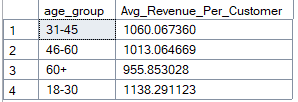 age_group Avg_Revenue_Per_Customer
1 31-45 1060.067360
2 46-60 1013.064669
3 60+ 955.853028
4 18-30 1138.291123